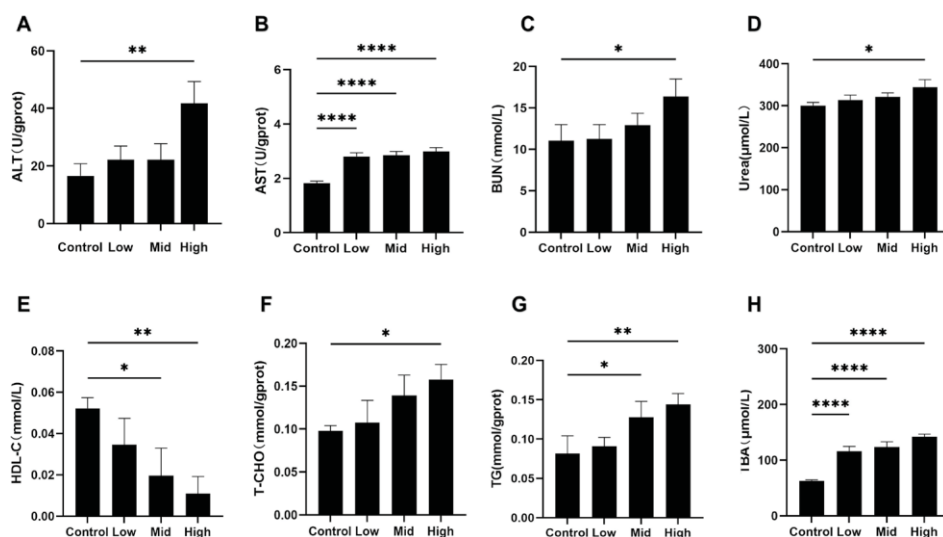 A
B
C
D
**
****
****
****
*
*
ALT(U/gprot)
60
40
20
0
Control Low Mid High
AST(U/gprot)
6
4
2
0
Control Low Mid High
BUN(mmol/L)
20
15
10
5
0
Control Low Mid High
Urea(μmol/L)
400
300
200
100
0
Control Low Mid High
E
F
G
H
**
*
*
**
*
****
****
****
HDL-C(mmol/L)
0.08
0.06
0.04
0.02
0.00
Control Low Mid High
T-CHO(mmol/gprot)
0.20
0.15
0.10
0.05
0.00
Control Low Mid High
TG(mmol/gprot)
0.20
0.15
0.10
0.05
0.00
Control Low Mid High
TBA(μmol/L)
300
200
100
0
Control Low Mid High